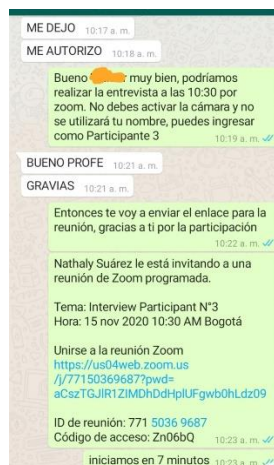 ME DEJO 10:17 a. m.
ME AUTORIZO 10:18 a. m.
Bueno muy bien, podríamos
realizar la entrevista a las 10:30 por
zoom. No debes activar la cámara y no
se utilizará tu nombre, puedes ingresar
como Participante 3 10:19 a. m.
BUENO PROFE 10:21 a. m.
GRAVIAS 10:21 a. m.
Entonces te voy a enviar el enlace para la
reunión, gracias a ti por la participación
10:22 a. m.
Nathaly Suárez le está invitando a una
reunión de Zoom programada.
Tema: Interview Participant N°3
Hora: 15 nov 2020 10:30 AM Bogotá
Unirse a la reunión Zoom
https://us04web.zoom.us
/j/77150369687?pwd=
aCszTGJIR1ZIMDhDdHplUFgwb0hLdz09
ID de reunión: 771 5036 9687
Código de acceso: Zn06bQ 10:23 a. m.
iniciamos en 7 minutos 10:23 a. m.